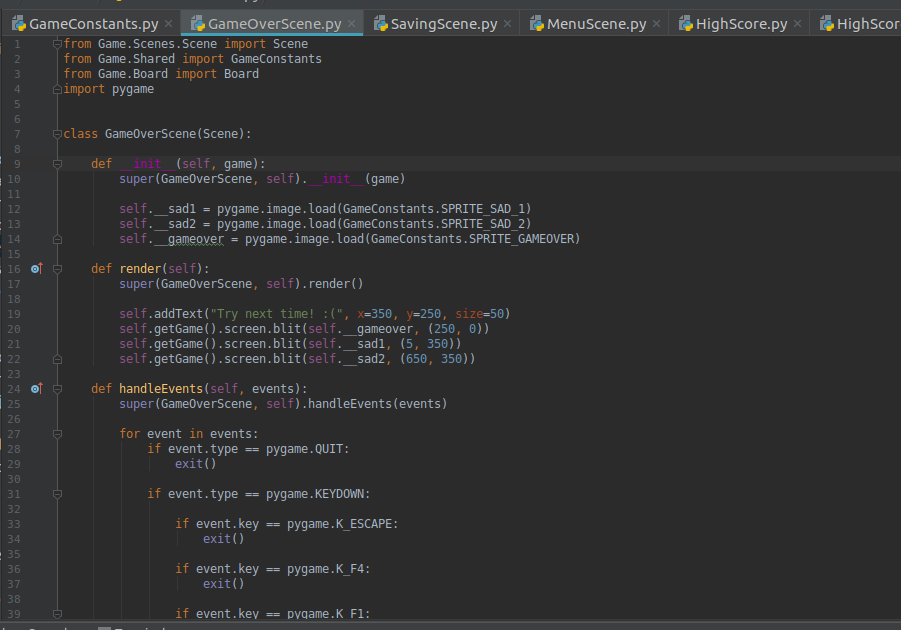 GameConstants.py GameOverScene.py SavingScene.py MenuScene.py HighScore.py HighScor
1 from Game.Scenes.Scene import Scene
2 from Game.Shared import GameConstants
3 from Game.Board import Board
4 import pygame
5
6
7 class GameOverScene(Scene):
8
9     def __init__(self, game):
10         super(GameOverScene, self).__init__(game)
11
12         self.__sad1 = pygame.image.load(GameConstants.SPRITE_SAD_1)
13         self.__sad2 = pygame.image.load(GameConstants.SPRITE_SAD_2)
14         self.__gameover = pygame.image.load(GameConstants.SPRITE_GAMEOVER)
15
16     def render(self):
17         super(GameOverScene, self).render()
18
19         self.addText("Try next time! :(", x=350, y=250, size=50)
20         self.getGame().screen.blit(self.__gameover, (250, 0))
21         self.getGame().screen.blit(self.__sad1, (5, 350))
22         self.getGame().screen.blit(self.__sad2, (650, 350))
23
24     def handleEvents(self, events):
25         super(GameOverScene, self).handleEvents(events)
26
27         for event in events:
28             if event.type == pygame.QUIT:
29                 exit()
30
31             if event.type == pygame.KEYDOWN:
32
33                 if event.key == pygame.K_ESCAPE:
34                     exit()
35
36                 if event.key == pygame.K_F4:
37                     exit()
38
39                 if event.key == pygame.K_F1: